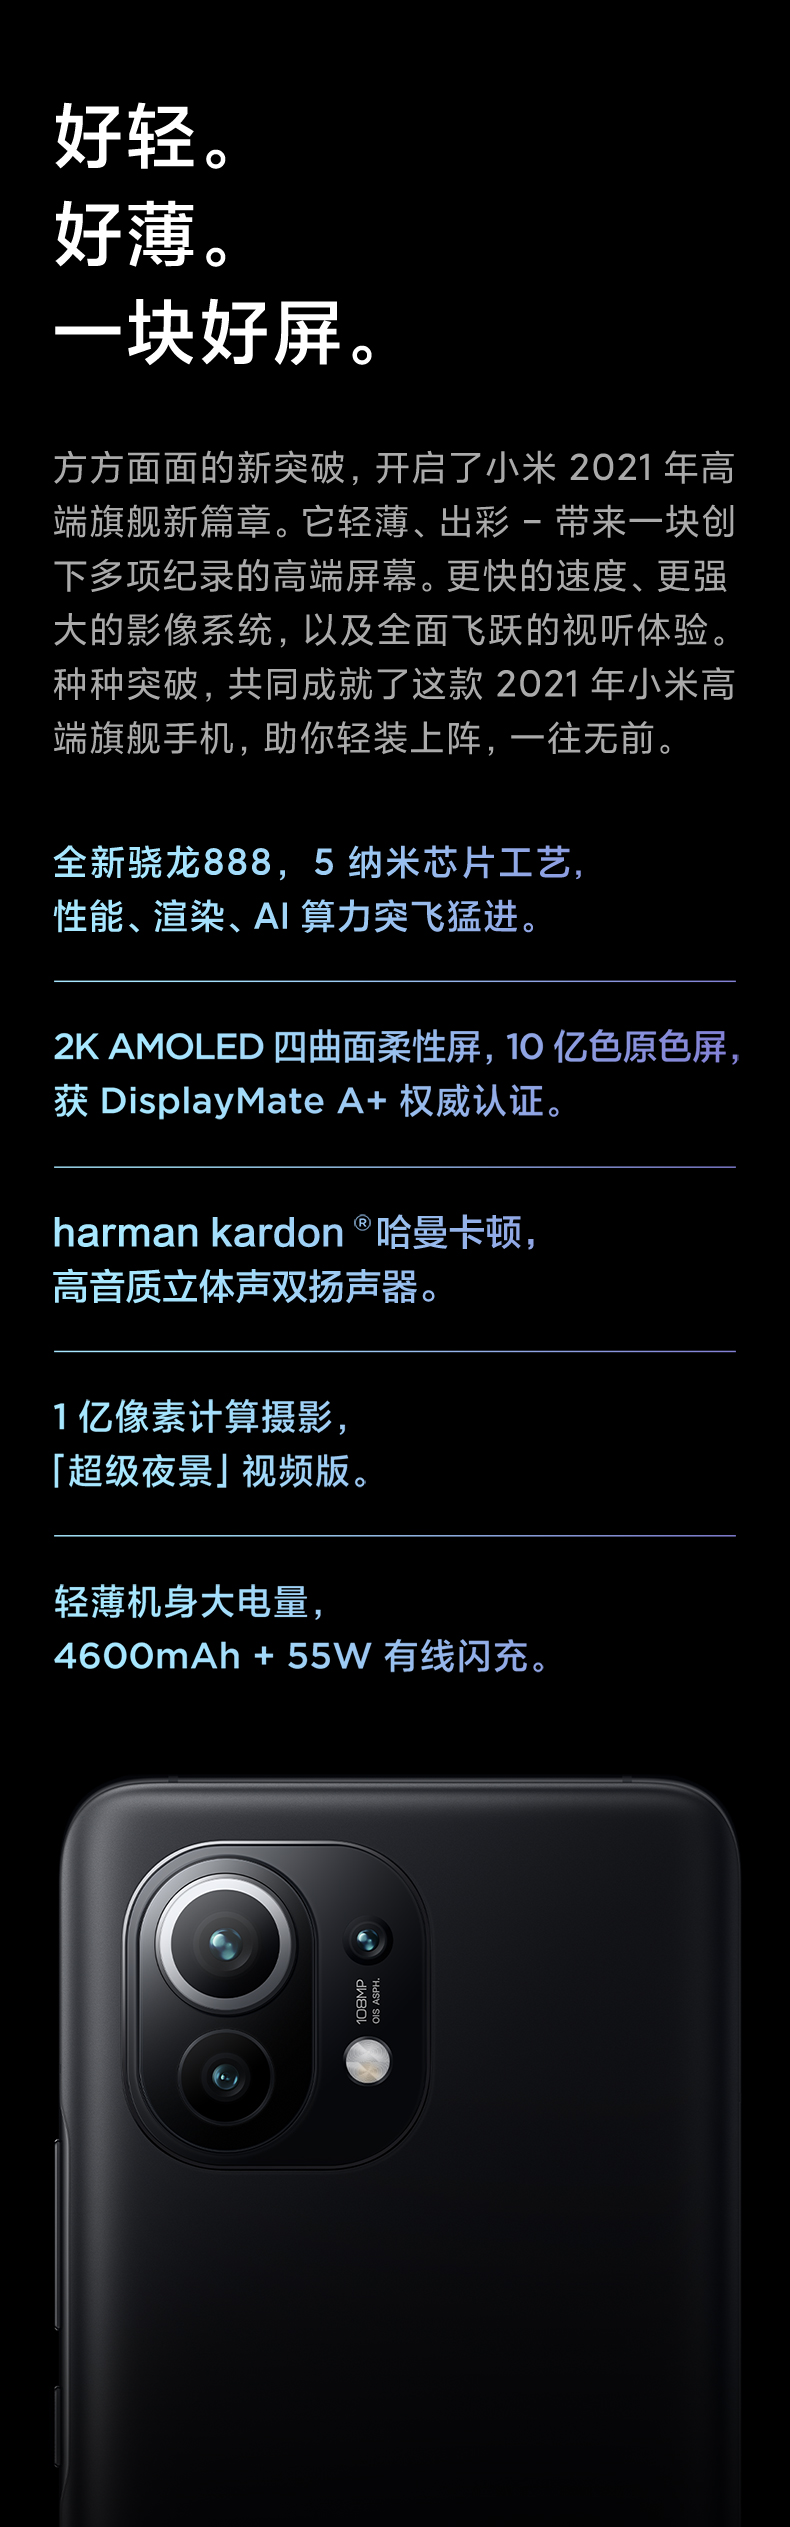 好轻。
好薄。
一块好屏。
方方面面的新突破，开启了小米 2021 年高
端旗舰新篇章。它轻薄、出彩 – 带来一块创
下多项纪录的高端屏幕。更快的速度、更强
大的影像系统，以及全面飞跃的视听体验。
种种突破，共同成就了这款 2021 年小米高
端旗舰手机，助你轻装上阵，一往无前。
全新骁龙888，5 纳米芯片工艺，
性能、渲染、AI 算力突飞猛进。
2K AMOLED 四曲面柔性屏，10 亿色原色屏，
获 DisplayMate A+ 权威认证。
harman kardon ®哈曼卡顿，
高音质立体声双扬声器。
1 亿像素计算摄影，
「超级夜景」视频版。
轻薄机身大电量，
4600mAh + 55W 有线闪充。
108MP
OIS ASPH.